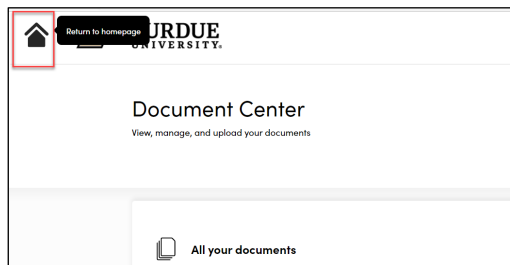 Return to homepage
URDUE
UNIVERSITY®
Document Center
View, manage, and upload your documents
All your documents